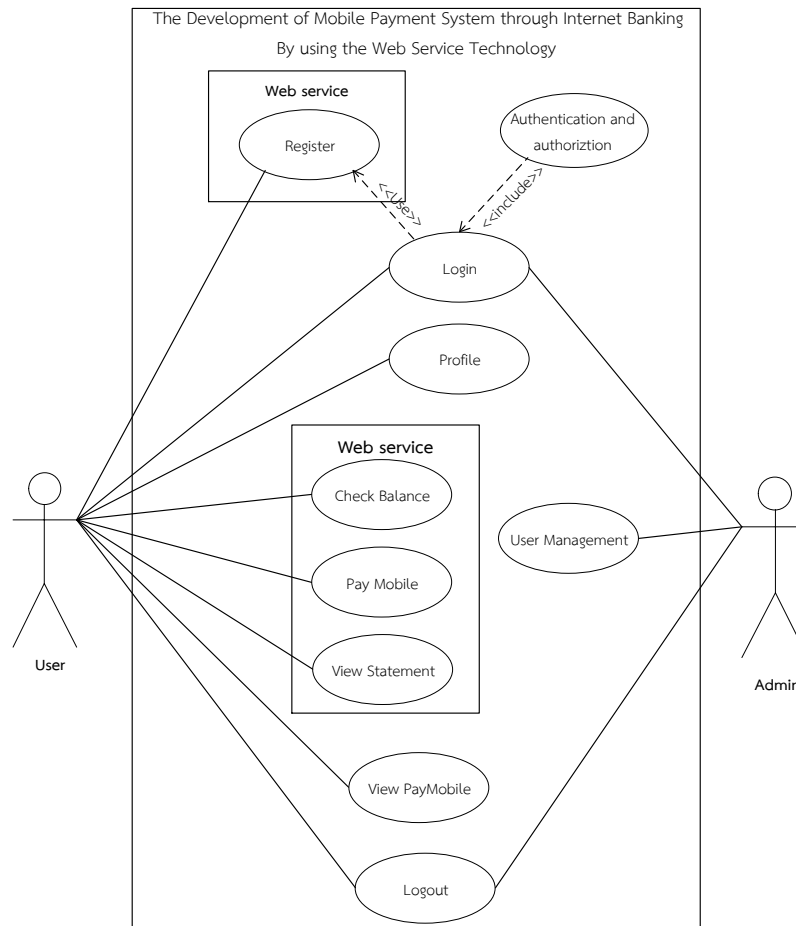 The Development of Mobile Payment System through Internet Banking
By using the Web Service Technology
Web service
Register
Authentication and
authoriztion
<<Use>>
<<include>>
Login
Profile
Web service
Check Balance
Pay Mobile
View Statement
User Management
User
Admin
View PayMobile
Logout